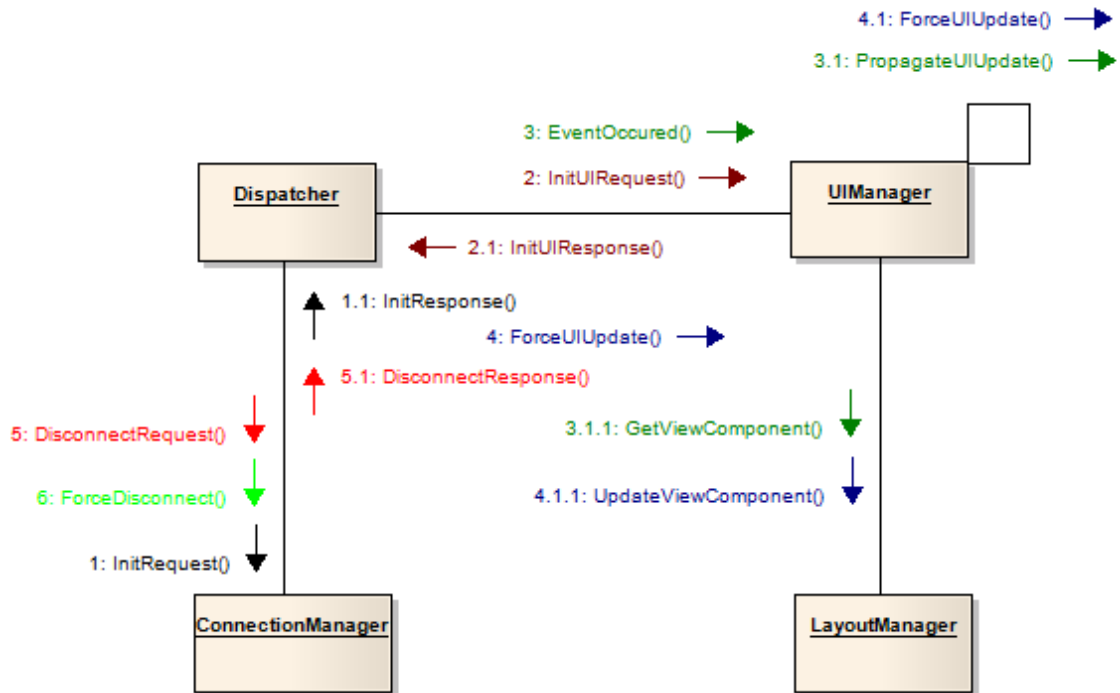 4.1: ForceUIUpdate()
3.1: PropagateUIUpdate()
3: EventOccured()
2: InitUIRequest()
Dispatcher
UIManager
2.1: InitUIResponse()
1.1: InitResponse()
4: ForceUIUpdate()
5.1: DisconnectResponse()
5: DisconnectRequest()
3.1.1: GetViewComponent()
6: ForceDisconnect()
4.1.1: UpdateViewComponent()
1: InitRequest()
ConnectionManager
LayoutManager